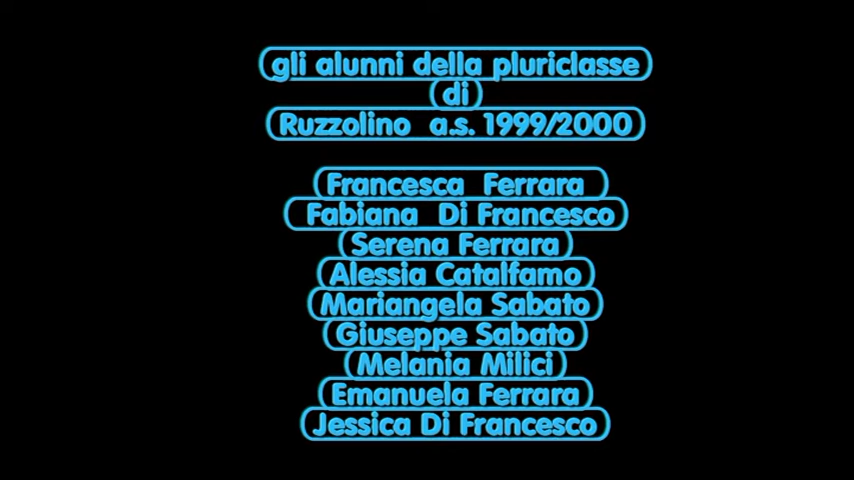 gli alunni della pluriclasse
di
Ruzzolino a.s. 1999/2000
Francesca Ferrara
Fabiana Di Francesco
Serena Ferrara
Alessia Catalfamo
Mariangela Sabato
Giuseppe Sabato
Melania Milici
Emanuela Ferrara
Jessica Di Francesco